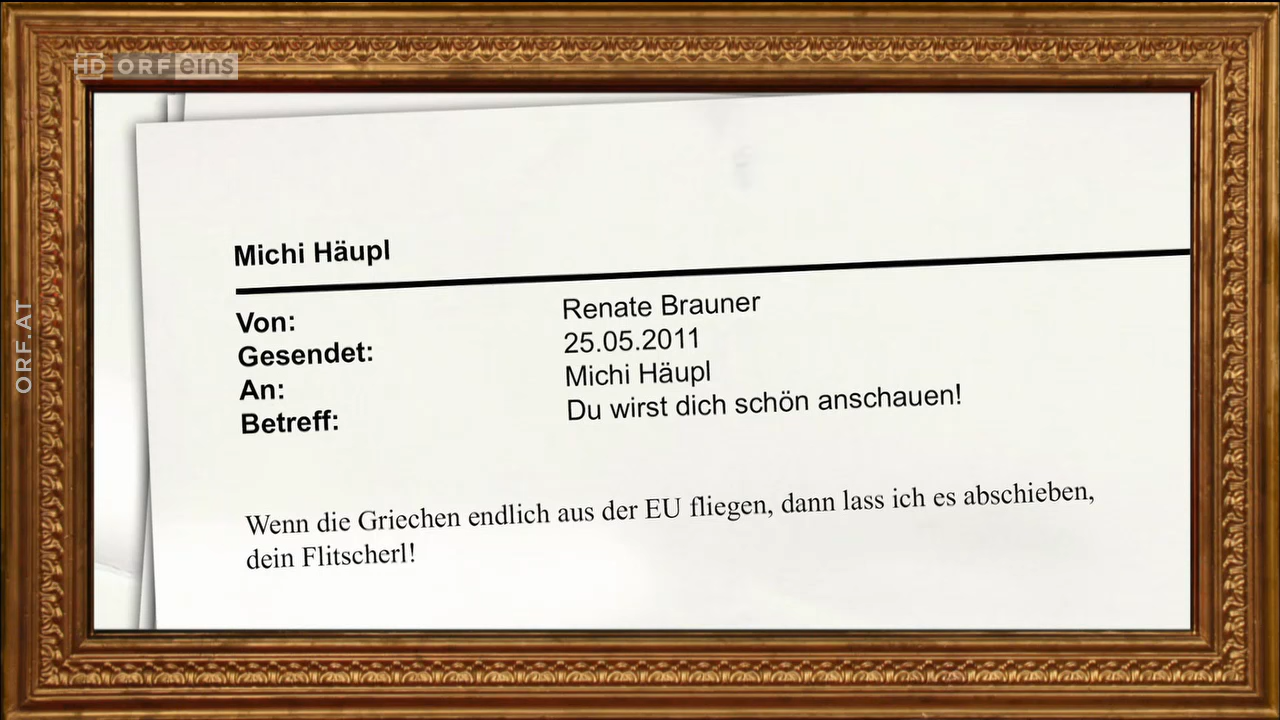 HD ORF eins
Michi Häupl
Von: Renate Brauner
Gesendet: 25.05.2011
An: Michi Häupl
Betreff: Du wirst dich schön anschauen!
Wenn die Griechen endlich aus der EU fliegen, dann lass ich es abschieben,
dein Flitscherl!
ORF.AT